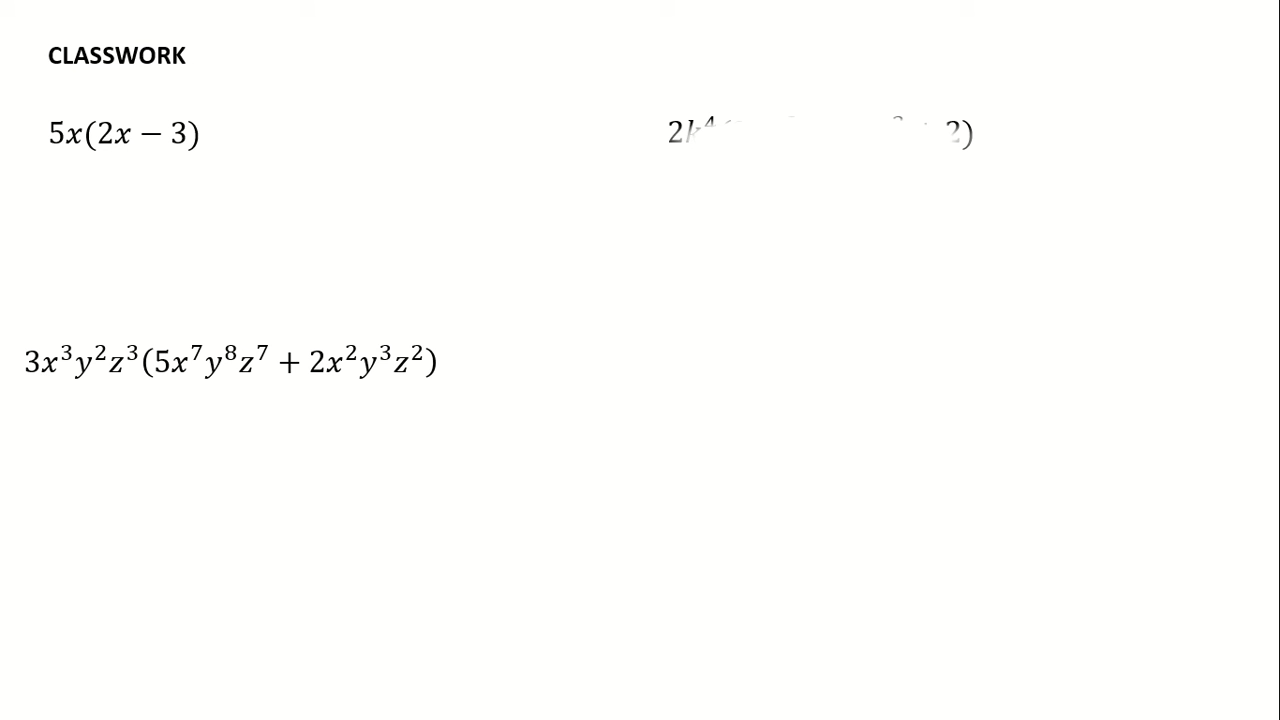 CLASSWORK
5x(2x − 3)
3x³y²z³(5x⁷y⁸z⁷ + 2x²y³z²)